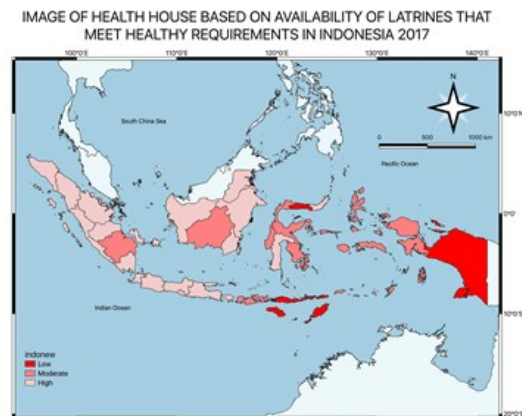 IMAGE OF HEALTH HOUSE BASED ON AVAILABILITY OF LATRINES THAT
MEET HEALTHY REQUIREMENTS IN INDONESIA 2017
100°0'E 110°0'E 120°0'E 130°0'E 140°0'E
N
South China Sea
0 500 1000 km
Pacific Ocean
0°0'
Indian Ocean
indonew
Low
Moderate
High